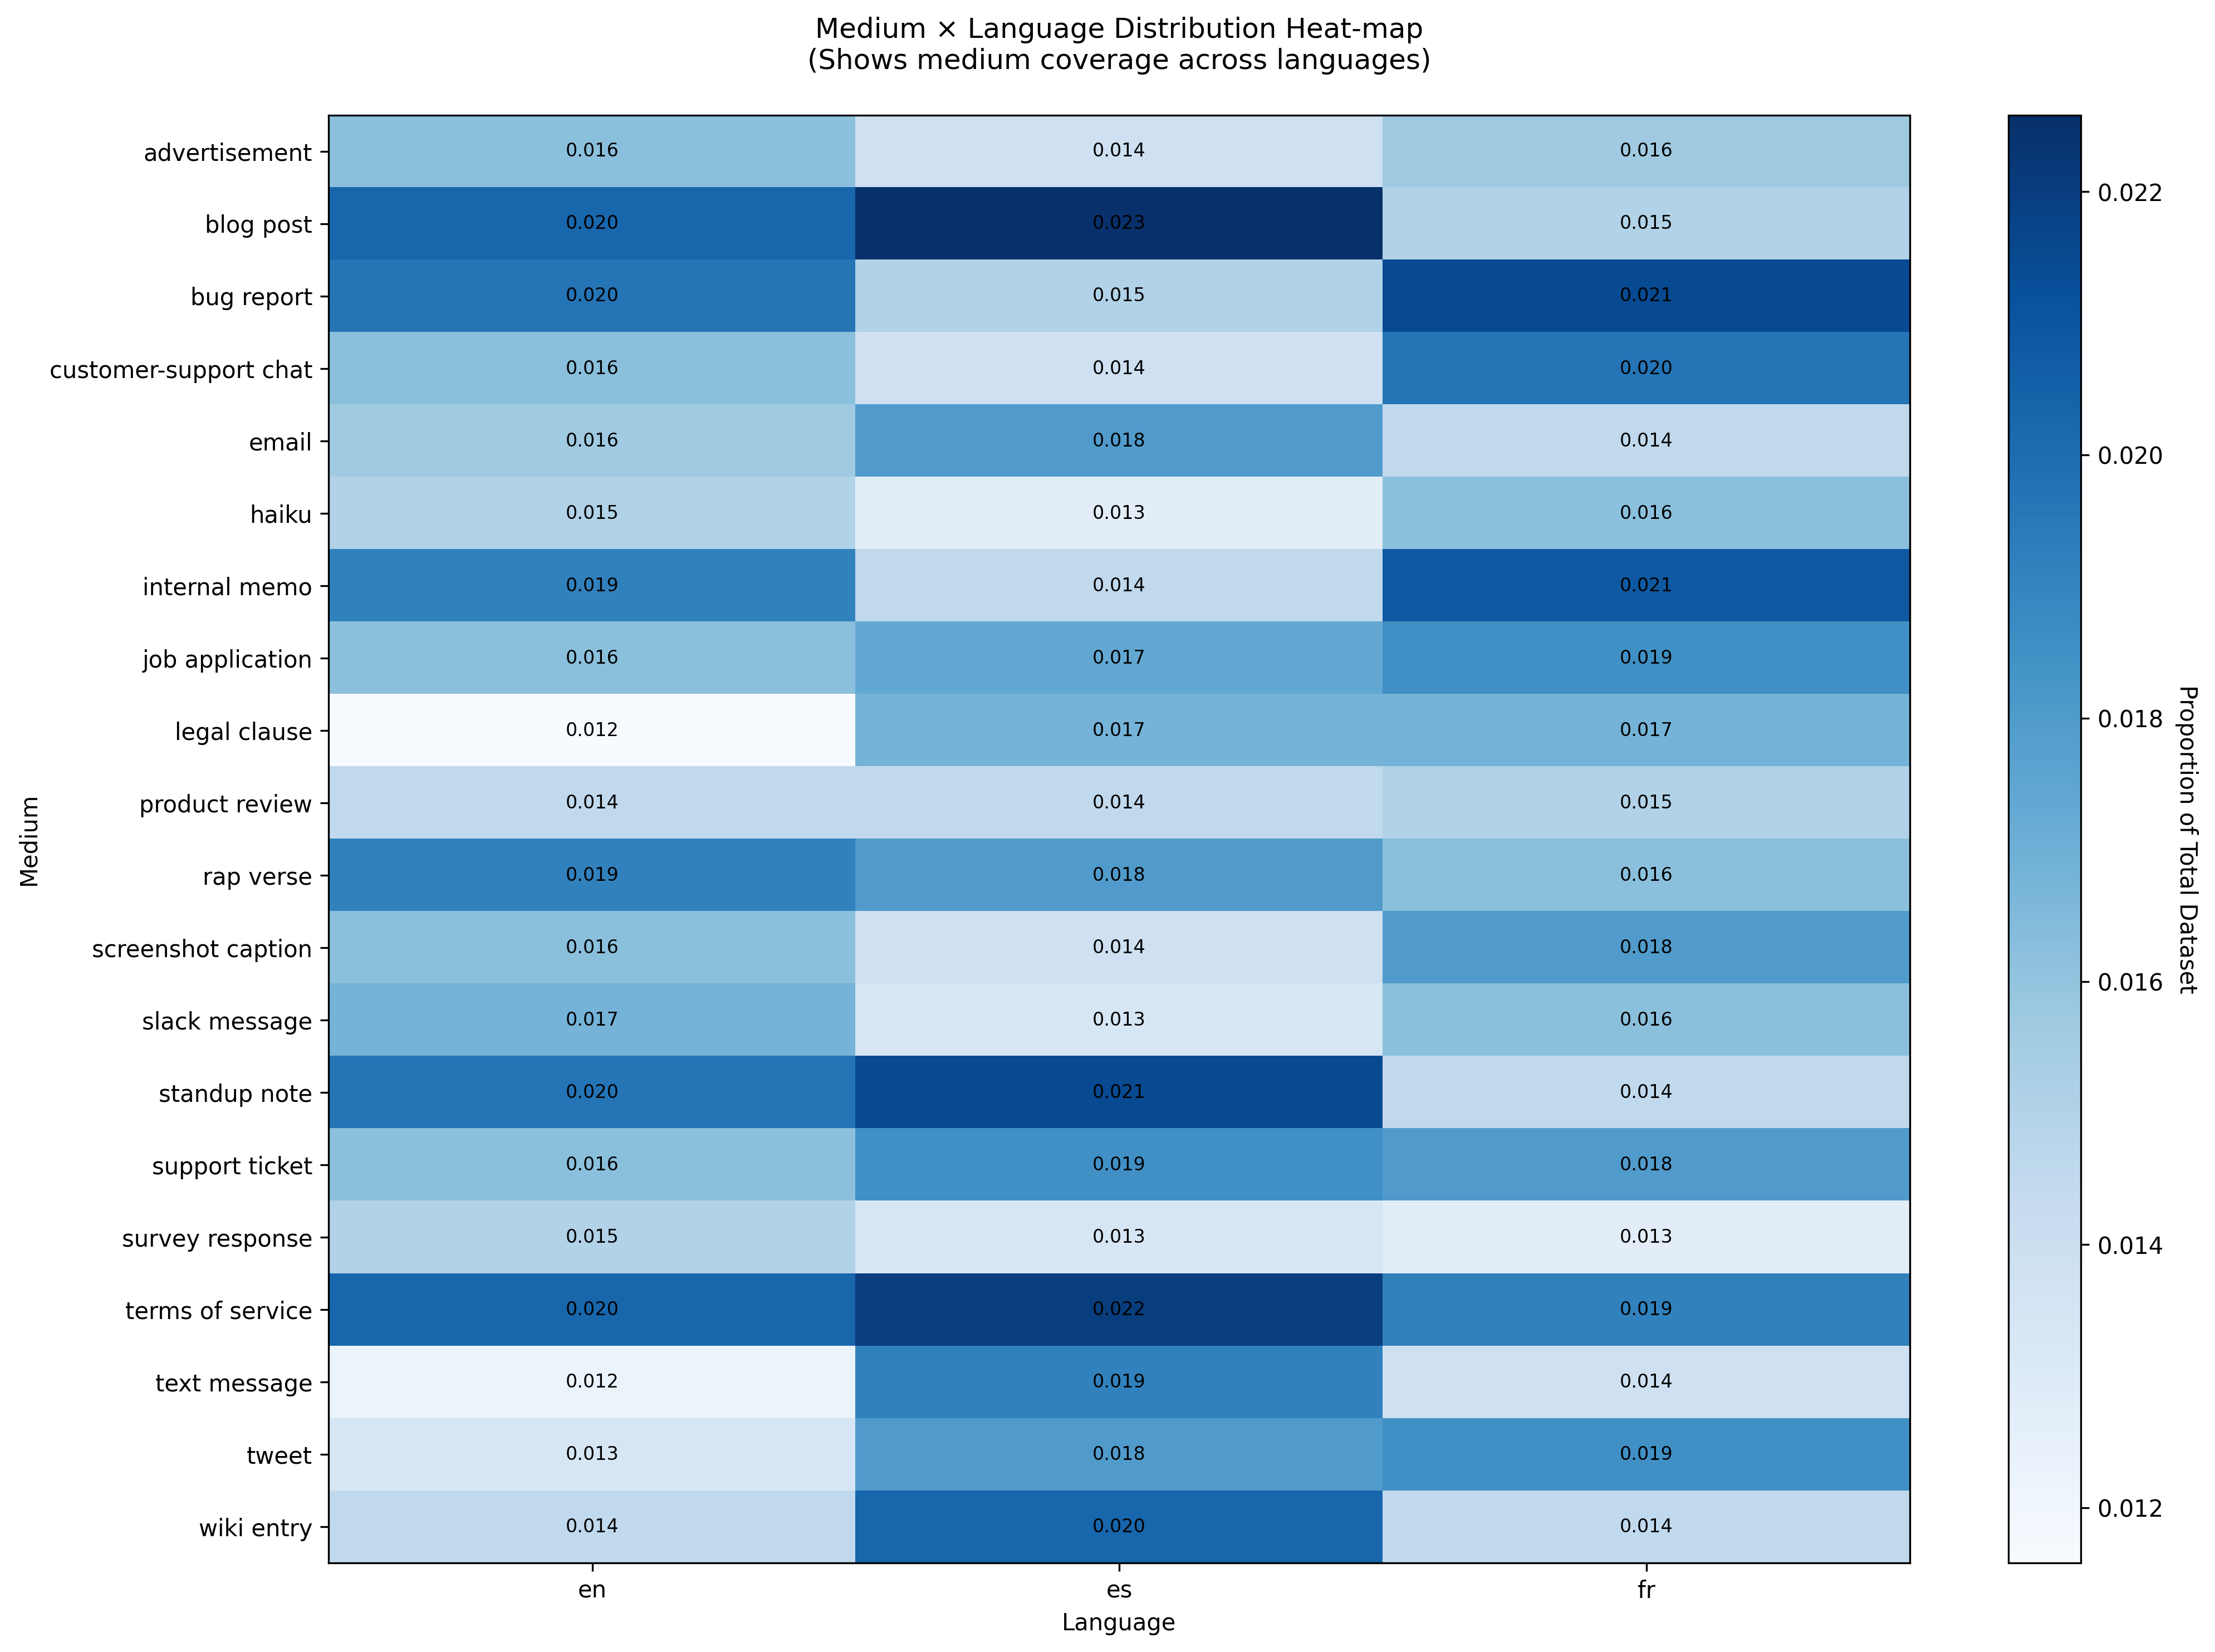 Medium × Language Distribution Heat-map
(Shows medium coverage across languages)
advertisement 0.016 0.014 0.016
blog post 0.020 0.023 0.015
bug report 0.020 0.015 0.021
customer-support chat 0.016 0.014 0.020
email 0.016 0.018 0.014
haiku 0.015 0.013 0.016
internal memo 0.019 0.014 0.021
job application 0.016 0.017 0.019
legal clause 0.012 0.017 0.017
product review 0.014 0.014 0.015
rap verse 0.019 0.018 0.016
screenshot caption 0.016 0.014 0.018
slack message 0.017 0.013 0.016
standup note 0.020 0.021 0.014
support ticket 0.016 0.019 0.018
survey response 0.015 0.013 0.013
terms of service 0.020 0.022 0.019
text message 0.012 0.019 0.014
tweet 0.013 0.018 0.019
wiki entry 0.014 0.020 0.014
en es fr
Language
Medium
0.022
0.020
0.018
0.016
0.014
0.012
Proportion of Total Dataset